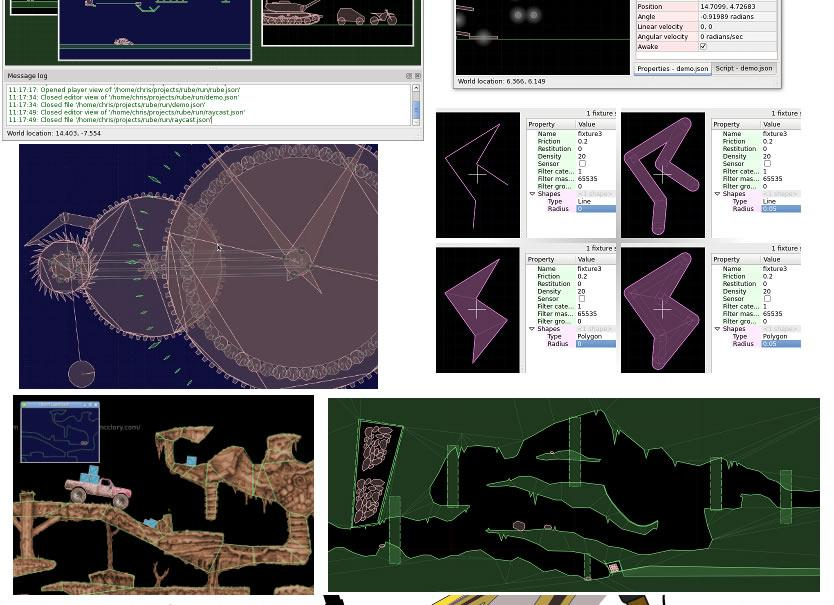 Message log
11:17:17: Opened player view of '/home/chris/projects/rube/run/rube.json'
11:17:34: Closed editor view of '/home/chris/projects/rube/run/demo.json'
11:17:34: Closed file '/home/chris/projects/rube/run/demo.json'
11:17:49: Closed editor view of '/home/chris/projects/rube/run/raycast.json'
11:17:49: Closed file '/home/chris/projects/rube/run/raycast.json'
World location: 14.403, -7.554
Position 14.7099, 4.72683
Angle -0.91989 radians
Linear velocity 0, 0
Angular velocity 0 radians/sec
Awake
Properties - demo.json Script - demo.json
World location: 6.366, 6.149
1 fixture s
Property Value
Name fixture3
Friction 0.2
Restitution 0
Density 20
Sensor
Filter cate... 1
Filter mas... 65535
Filter gro... 0
Shapes <1 shape>
Type Line
Radius 0
1 fixture s
Property Value
Name fixture3
Friction 0.2
Restitution 0
Density 20
Sensor
Filter cate... 1
Filter mas... 65535
Filter gro... 0
Shapes <1 shape>
Type Line
Radius 0.05
1 fixture s
Property Value
Name fixture3
Friction 0.2
Restitution 0
Density 20
Sensor
Filter cate... 1
Filter mas... 65535
Filter gro... 0
Shapes <1 shape>
Type Polygon
Radius 0
1 fixture s
Property Value
Name fixture3
Friction 0.2
Restitution 0
Density 20
Sensor
Filter cate... 1
Filter mas... 65535
Filter gro... 0
Shapes <1 shape>
Type Polygon
Radius 0.05